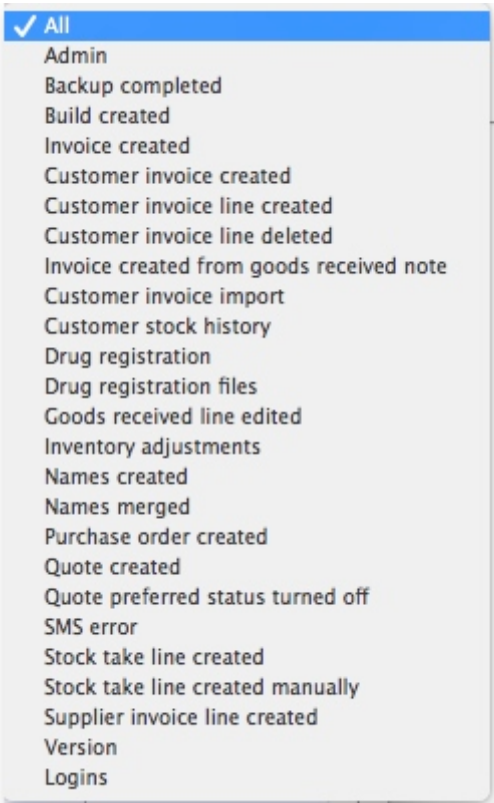 All
Admin
Backup completed
Build created
Invoice created
Customer invoice created
Customer invoice line created
Customer invoice line deleted
Invoice created from goods received note
Customer invoice import
Customer stock history
Drug registration
Drug registration files
Goods received line edited
Inventory adjustments
Names created
Names merged
Purchase order created
Quote created
Quote preferred status turned off
SMS error
Stock take line created
Stock take line created manually
Supplier invoice line created
Version
Logins